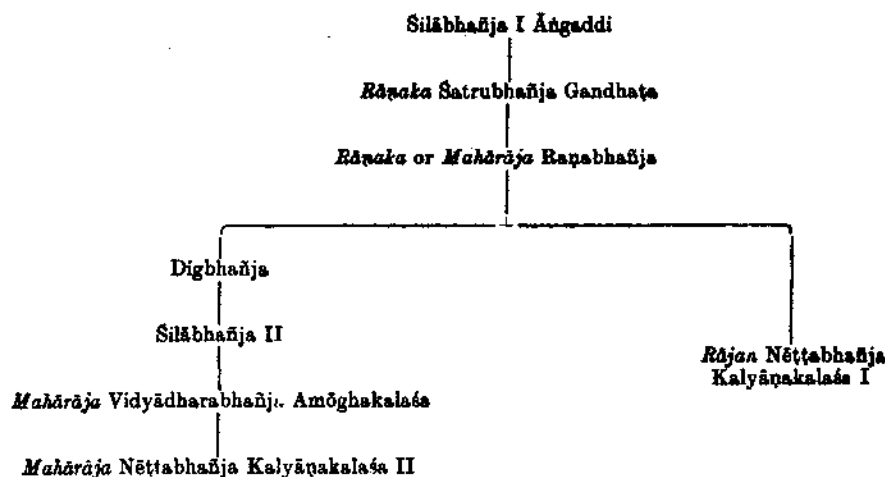 Śilābhañja I Āṅgaddi
Rāṇaka Śatrubhañja Gandhaṭa
Rāṇaka or Mahārāja Raṇabhañja
Digbhañja
Śilābhañja II
Rājan Nēṭṭabhañja
Kalyāṇakalaśa I
Mahārāja Vidyādharabhañja Amōghakalaśa
Mahārāja Nēṭṭabhañja Kalyāṇakalaśa II